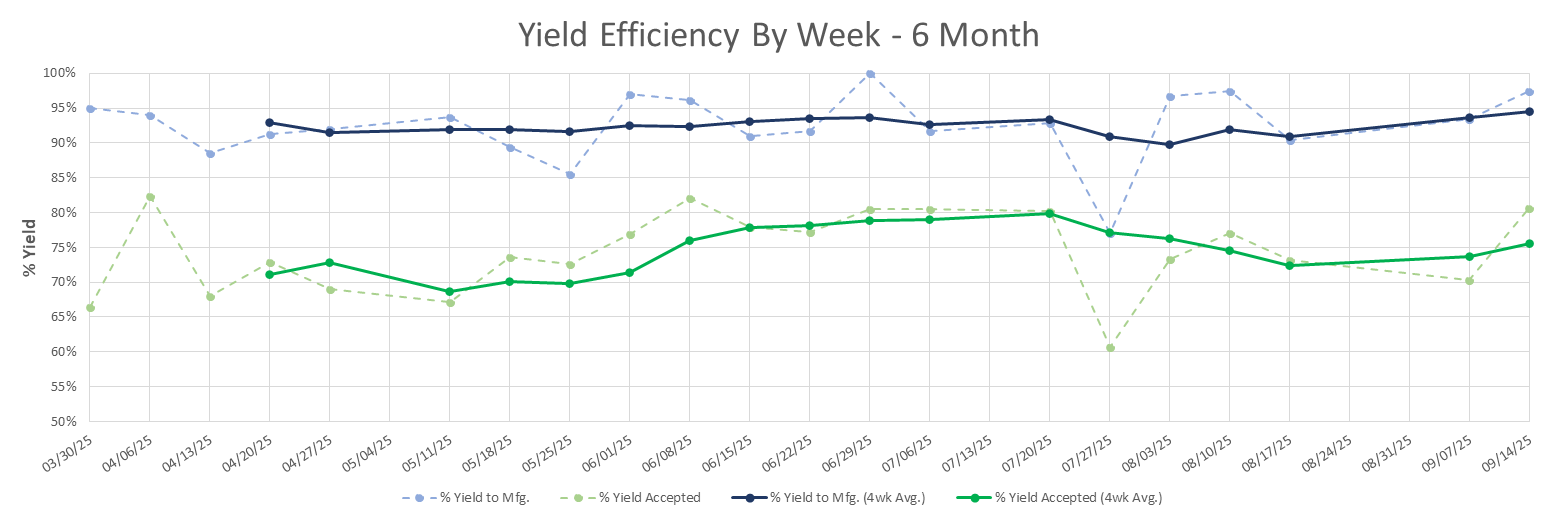 Yield Efficiency By Week - 6 Month
% Yield
100%
95%
90%
85%
80%
75%
70%
65%
60%
55%
50%
03/30/25 04/06/25 04/13/25 04/20/25 04/27/25 05/04/25 05/11/25 05/18/25 05/25/25 06/01/25 06/08/25 06/15/25 06/22/25 06/29/25 07/06/25 07/13/25 07/20/25 07/27/25 08/03/25 08/10/25 08/17/25 08/24/25 08/31/25 09/07/25 09/14/25
% Yield to Mfg. % Yield Accepted % Yield to Mfg. (4wk Avg.) % Yield Accepted (4wk Avg.)